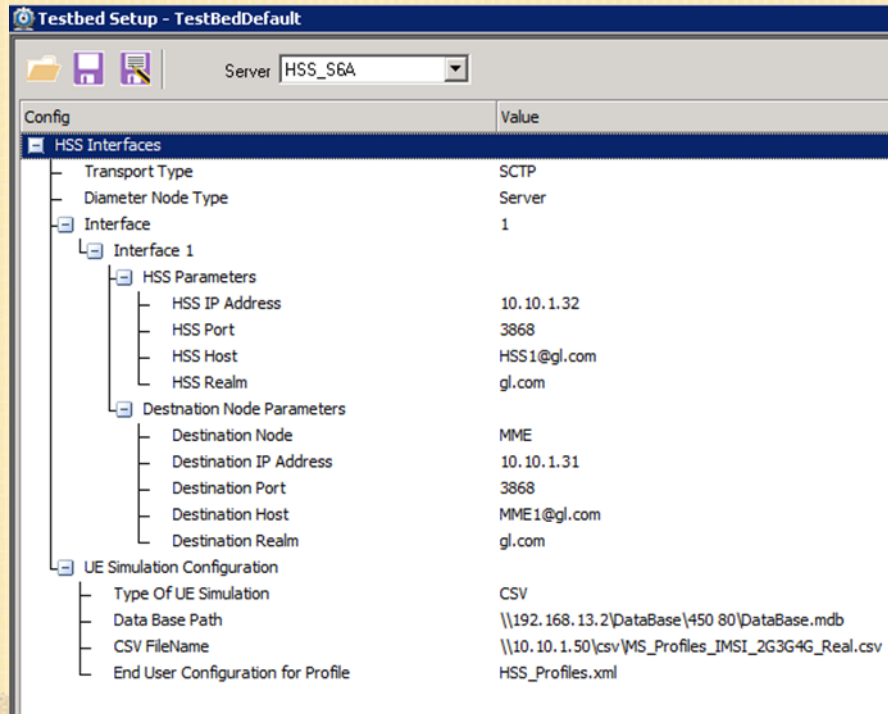 Testbed Setup - TestBedDefault
Server HSS_S6A
Config Value
HSS Interfaces
Transport Type SCTP
Diameter Node Type Server
Interface 1
Interface 1
HSS Parameters
HSS IP Address 10.10.1.32
HSS Port 3868
HSS Host HSS1@gl.com
HSS Realm gl.com
Destnation Node Parameters
Destination Node MME
Destination IP Address 10.10.1.31
Destination Port 3868
Destination Host MME1@gl.com
Destination Realm gl.com
UE Simulation Configuration
Type Of UE Simulation CSV
Data Base Path \\192.168.13.2\DataBase\450 80\DataBase.mdb
CSV FileName \\10.10.1.50\csv\MS_Profiles_IMSI_2G3G4G_Real.csv
End User Configuration for Profile HSS_Profiles.xml